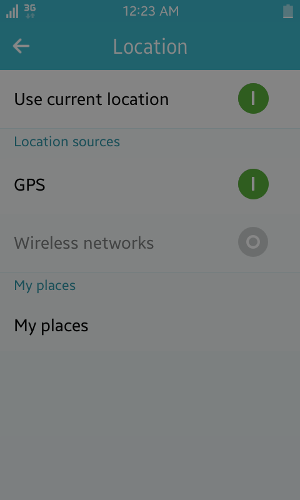 3G
12:23 AM
Location
Use current location
Location sources
GPS
Wireless networks
My places
My places